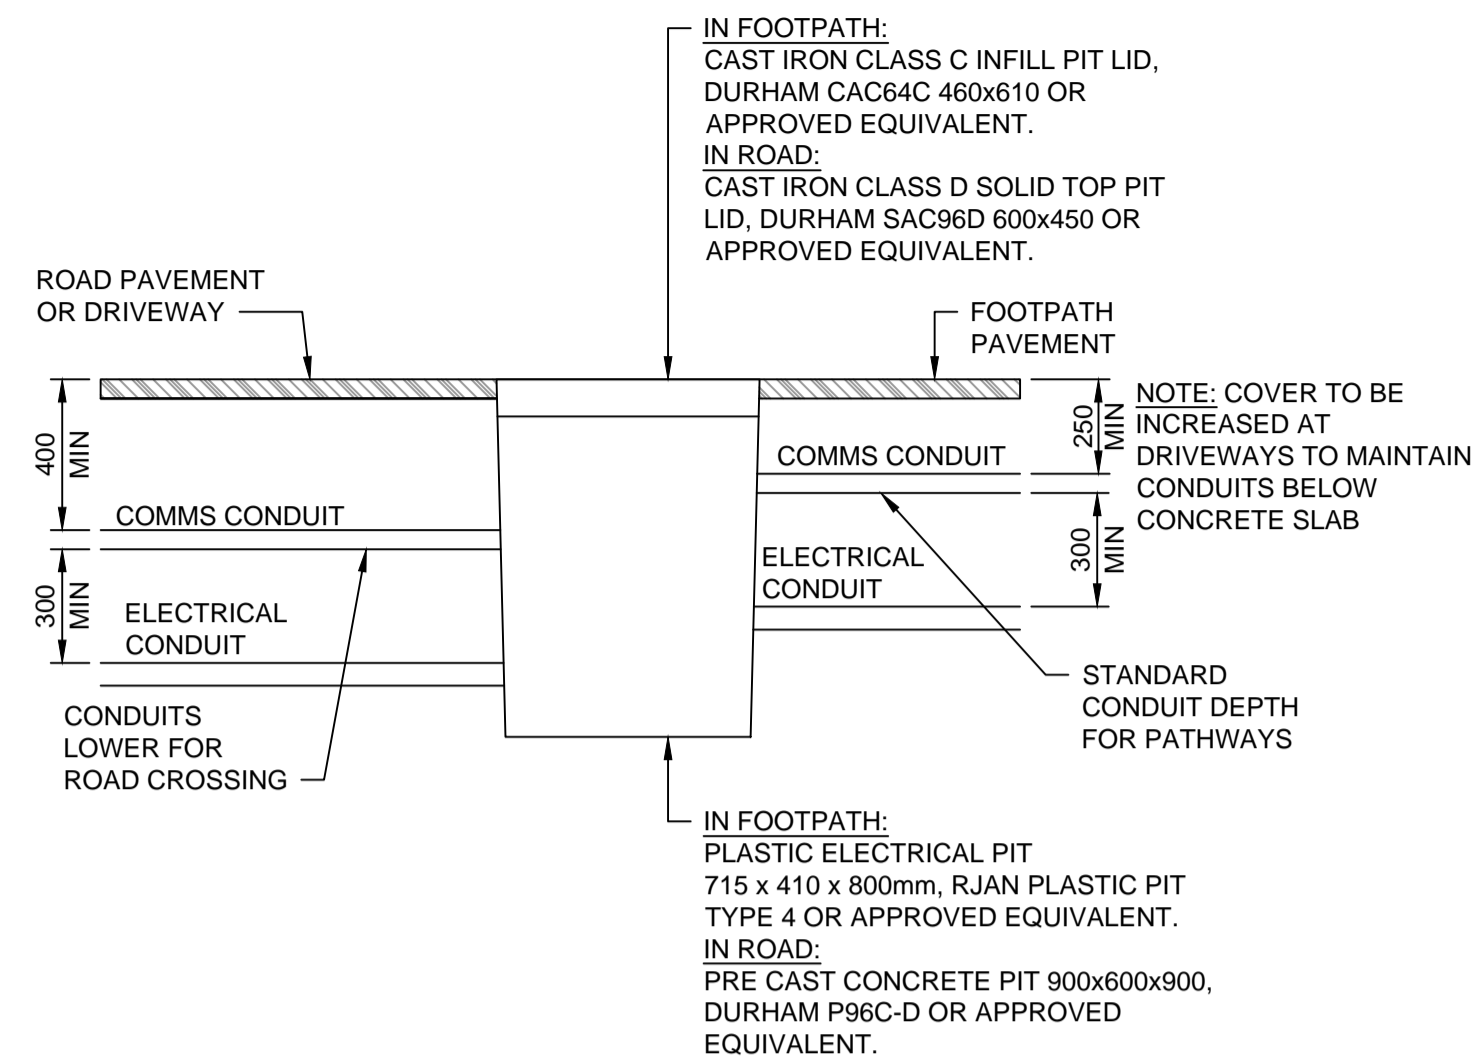 IN FOOTPATH:
CAST IRON CLASS C INFILL PIT LID,
DURHAM CAC64C 460x610 OR
APPROVED EQUIVALENT.
IN ROAD:
CAST IRON CLASS D SOLID TOP PIT
LID, DURHAM SAC96D 600x450 OR
APPROVED EQUIVALENT.
ROAD PAVEMENT
OR DRIVEWAY
FOOTPATH
PAVEMENT
400
MIN
COMMS CONDUIT
300
MIN
ELECTRICAL
CONDUIT
CONDUITS
LOWER FOR
ROAD CROSSING
COMMS CONDUIT
250
MIN
NOTE: COVER TO BE
INCREASED AT
DRIVEWAYS TO MAINTAIN
CONDUITS BELOW
CONCRETE SLAB
ELECTRICAL
CONDUIT
300
MIN
STANDARD
CONDUIT DEPTH
FOR PATHWAYS
IN FOOTPATH:
PLASTIC ELECTRICAL PIT
715 x 410 x 800mm, RJAN PLASTIC PIT
TYPE 4 OR APPROVED EQUIVALENT.
IN ROAD:
PRE CAST CONCRETE PIT 900x600x900,
DURHAM P96C-D OR APPROVED
EQUIVALENT.